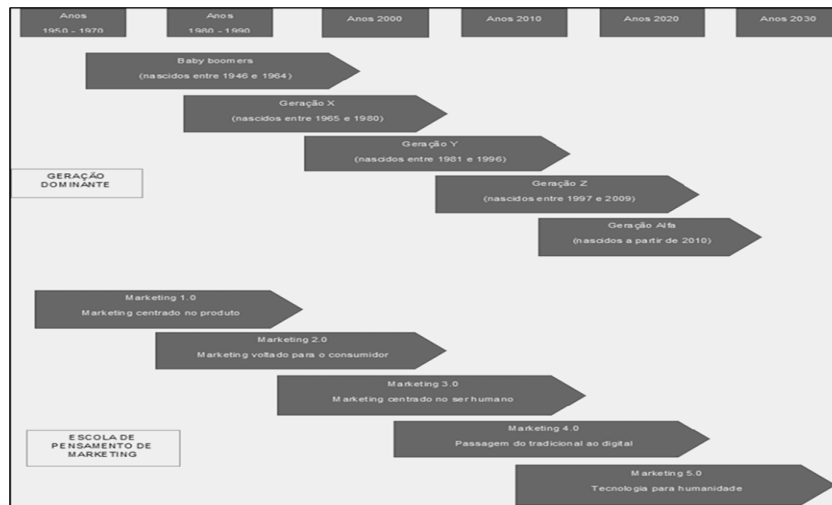 Anos
1950 - 1970
Anos
1980 - 1990
Anos 2000
Anos 2010
Anos 2020
Anos 2030
Baby boomers
(nascidos entre 1946 e 1964)
Geração X
(nascidos entre 1965 e 1980)
Geração Y
(nascidos entre 1981 e 1996)
GERAÇÃO
DOMINANTE
Geração Z
(nascidos entre 1997 e 2009)
Geração Alfa
(nascidos a partir de 2010)
Marketing 1.0
Marketing centrado no produto
Marketing 2.0
Marketing voltado para o consumidor
Marketing 3.0
Marketing centrado no ser humano
Marketing 4.0
Passagem do tradicional ao digital
ESCOLA DE
PENSAMENTO DE
MARKETING
Marketing 5.0
Tecnologia para humanidade